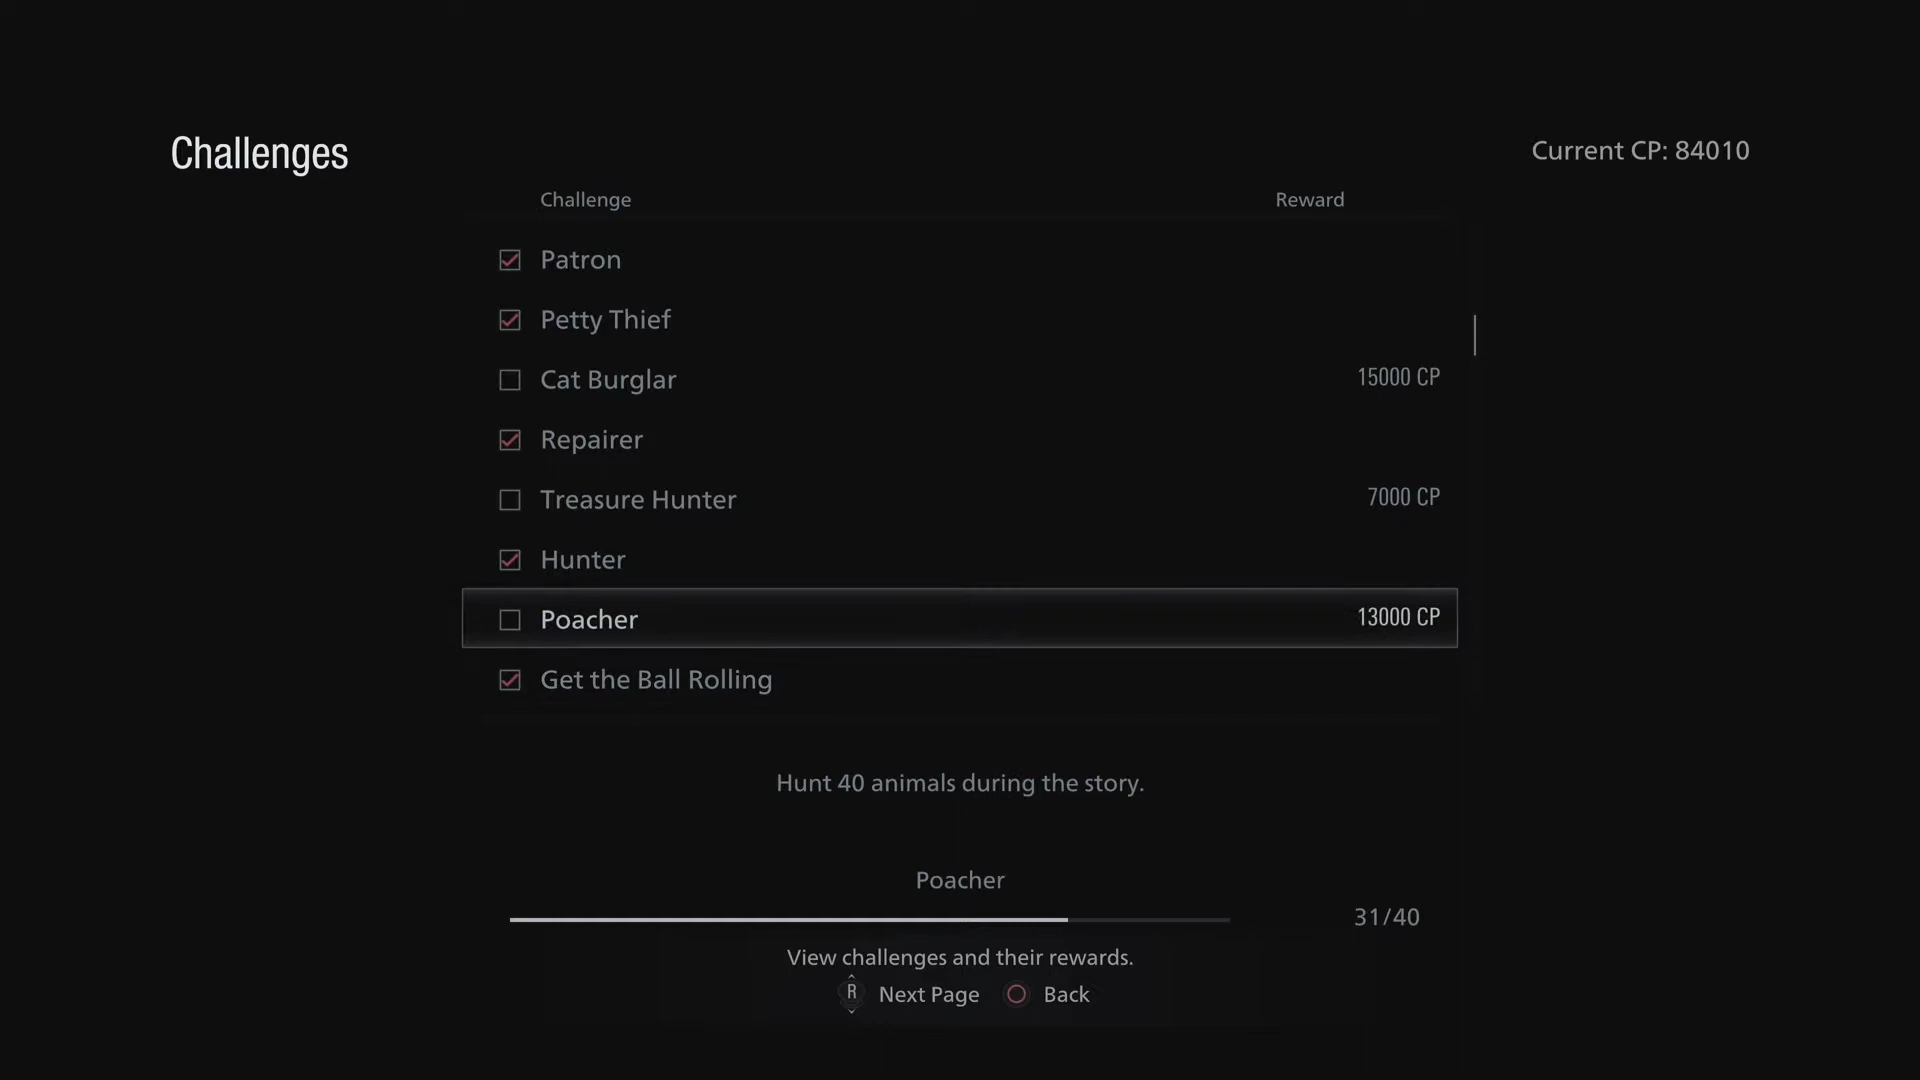 Challenges
Current CP: 84010
Challenge Reward
Patron
Petty Thief
Cat Burglar 15000 CP
Repairer
Treasure Hunter 7000 CP
Hunter
Poacher 13000 CP
Get the Ball Rolling
Hunt 40 animals during the story.
Poacher
31/40
View challenges and their rewards.
R Next Page Back